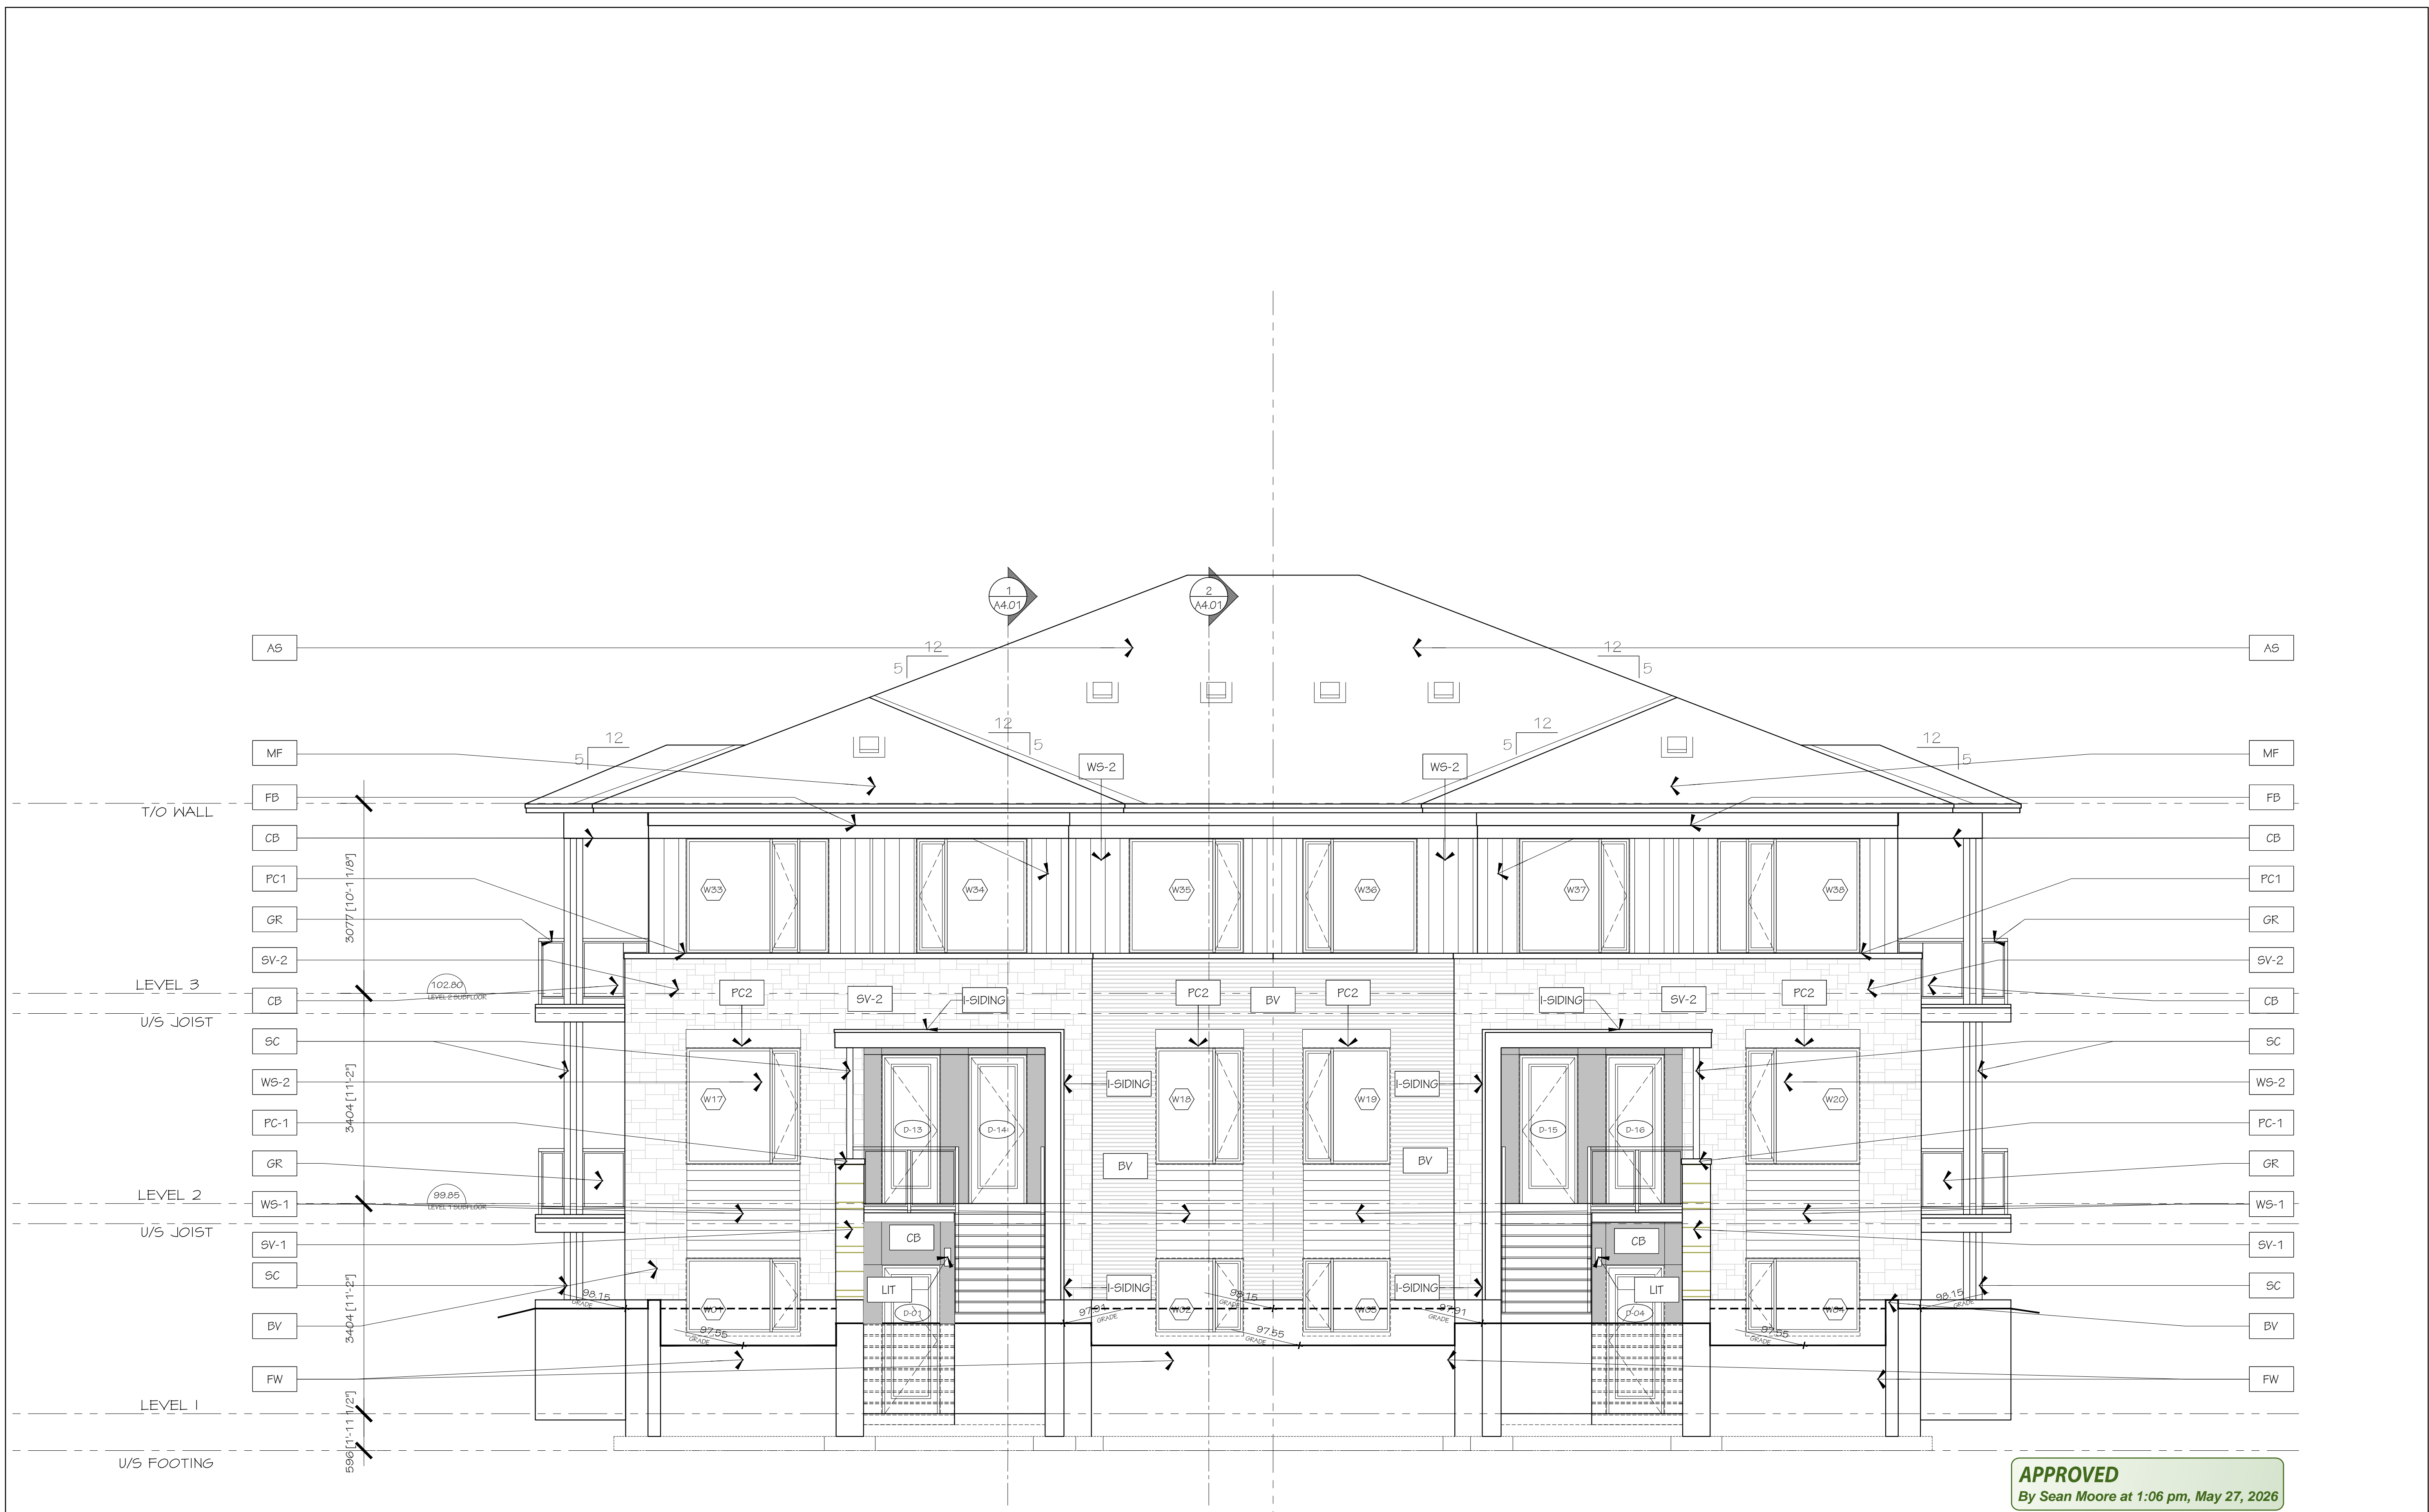 1
A4.01
2
A4.01
AS
AS
12
5
12
5
12
5
12
5
12
5
12
5
MF
WS-2
WS-2
MF
FB
FB
T/O WALL
CB
CB
3077 [10'-1 1/8"]
PC1
PC1
W33
W34
W35
W36
W37
W38
GR
GR
SV-2
SV-2
LEVEL 3
102.80
LEVEL 2 SUBFLOOR
PC2
SV-2
I-SIDING
PC2
BV
PC2
I-SIDING
SV-2
PC2
CB
CB
U/S JOIST
SC
SC
WS-2
I-SIDING
I-SIDING
WS-2
3404 [11'-2"]
W17
W18
W19
W20
PC-1
D-13
D-14
D-15
D-16
PC-1
GR
BV
BV
GR
LEVEL 2
99.85
LEVEL 1 SUBFLOOR
WS-1
WS-1
U/S JOIST
SV-1
CB
CB
SV-1
SC
LIT
I-SIDING
I-SIDING
LIT
SC
3404 [11'-2"]
98.15
GRADE
W01
D-01
97.91
GRADE
W02
98.15
GRADE
W03
97.91
GRADE
D-04
W04
98.15
GRADE
BV
BV
97.55
GRADE
97.55
GRADE
97.55
GRADE
FW
FW
LEVEL 1
596 [1'-11 1/2"]
U/S FOOTING
APPROVED
By Sean Moore at 1:06 pm, May 27, 2026